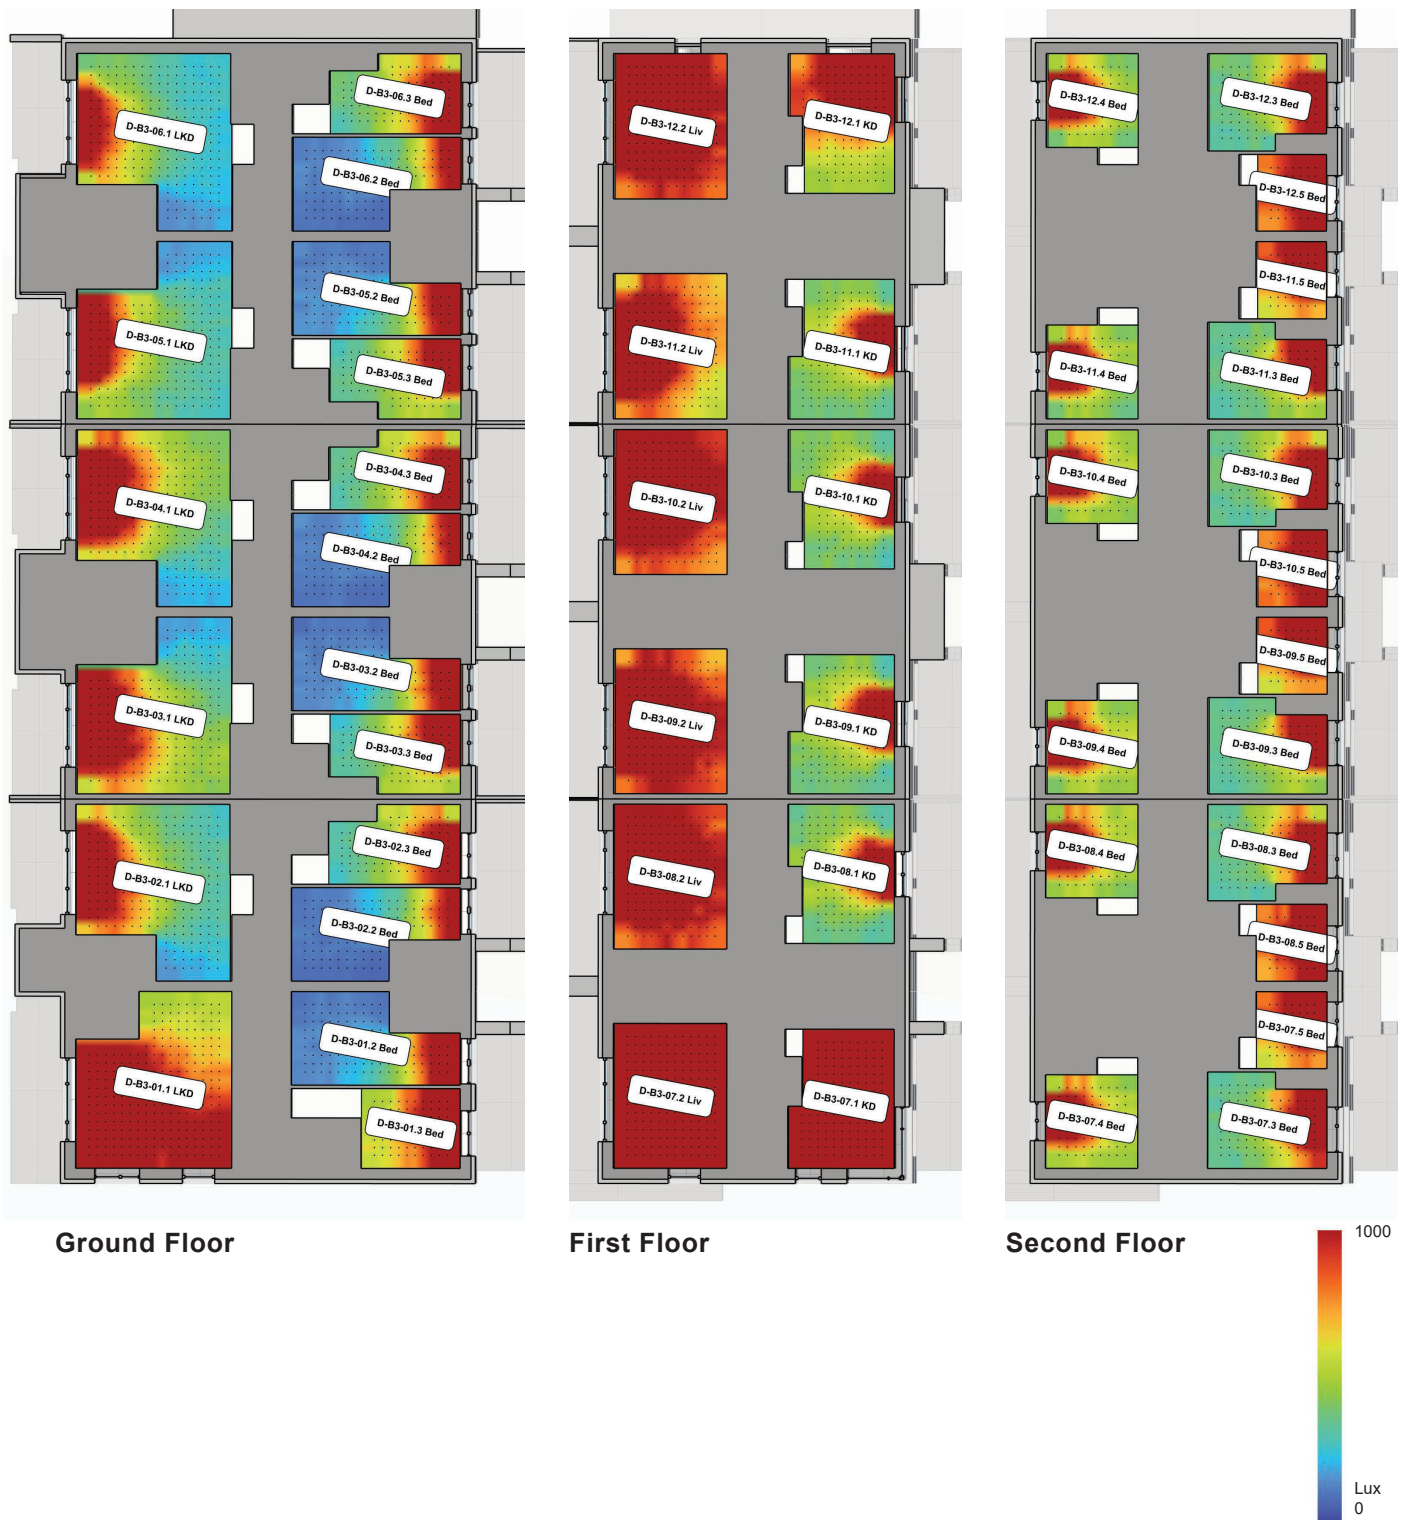 D-B3-06.1 LKD
D-B3-06.3 Bed
D-B3-06.2 Bed
D-B3-05.2 Bed
D-B3-05.1 LKD
D-B3-05.3 Bed
D-B3-04.3 Bed
D-B3-04.1 LKD
D-B3-04.2 Bed
D-B3-03.2 Bed
D-B3-03.1 LKD
D-B3-03.3 Bed
D-B3-02.3 Bed
D-B3-02.1 LKD
D-B3-02.2 Bed
D-B3-01.2 Bed
D-B3-01.1 LKD
D-B3-01.3 Bed
Ground Floor
D-B3-12.2 Liv
D-B3-12.1 KD
D-B3-11.2 Liv
D-B3-11.1 KD
D-B3-10.2 Liv
D-B3-10.1 KD
D-B3-09.2 Liv
D-B3-09.1 KD
D-B3-08.2 Liv
D-B3-08.1 KD
D-B3-07.2 Liv
D-B3-07.1 KD
First Floor
D-B3-12.4 Bed
D-B3-12.3 Bed
D-B3-12.5 Bed
D-B3-11.5 Bed
D-B3-11.4 Bed
D-B3-11.3 Bed
D-B3-10.4 Bed
D-B3-10.3 Bed
D-B3-10.5 Bed
D-B3-09.5 Bed
D-B3-09.4 Bed
D-B3-09.3 Bed
D-B3-08.4 Bed
D-B3-08.3 Bed
D-B3-08.5 Bed
D-B3-07.5 Bed
D-B3-07.4 Bed
D-B3-07.3 Bed
Second Floor
1000
Lux
0